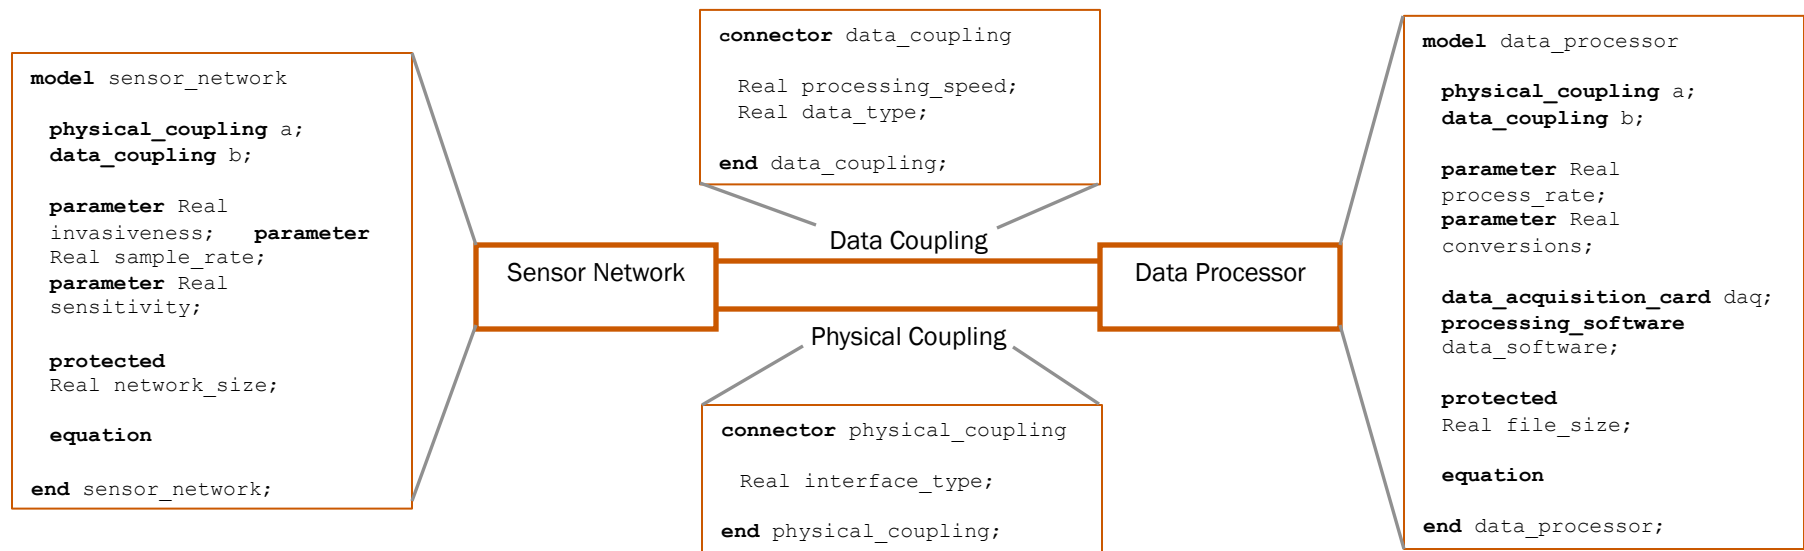 model sensor_network
physical_coupling a;
data_coupling b;
parameter Real
invasiveness;   parameter
Real sample_rate;
parameter Real
sensitivity;
protected
Real network_size;
equation
end sensor_network;
connector data_coupling
Real processing_speed;
Real data_type;
end data_coupling;
Data Coupling
Sensor Network
Data Processor
Physical Coupling
connector physical_coupling
Real interface_type;
end physical_coupling;
model data_processor
physical_coupling a;
data_coupling b;
parameter Real
process_rate;
parameter Real
conversions;
data_acquisition_card daq;
processing_software
data_software;
protected
Real file_size;
equation
end data_processor;